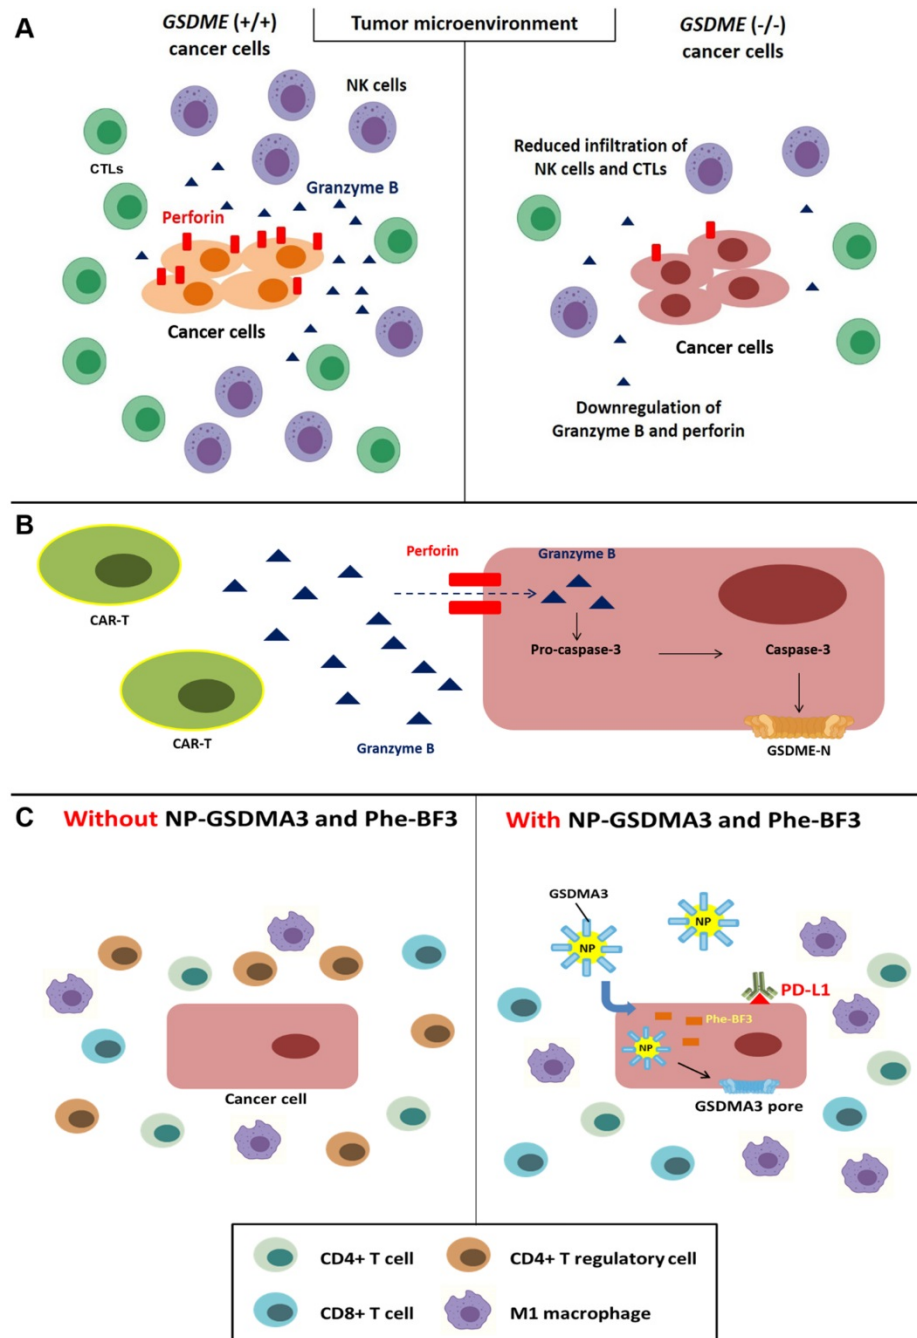 A
GSDME (+/+)
cancer cells
Tumor microenvironment
GSDME (-/-)
cancer cells
NK cells
CTLs
Granzyme B
Perforin
Cancer cells
Reduced infiltration of
NK cells and CTLs
Cancer cells
Downregulation of
Granzyme B and perforin
B
CAR-T
CAR-T
Granzyme B
Perforin
Granzyme B
Pro-caspase-3
Caspase-3
GSDME-N
C
Without NP-GSDMA3 and Phe-BF3
Cancer cell
With NP-GSDMA3 and Phe-BF3
GSDMA3
NP
NP
PD-L1
Phe-BF3
NP
GSDMA3 pore
CD4+ T cell
CD4+ T regulatory cell
CD8+ T cell
M1 macrophage